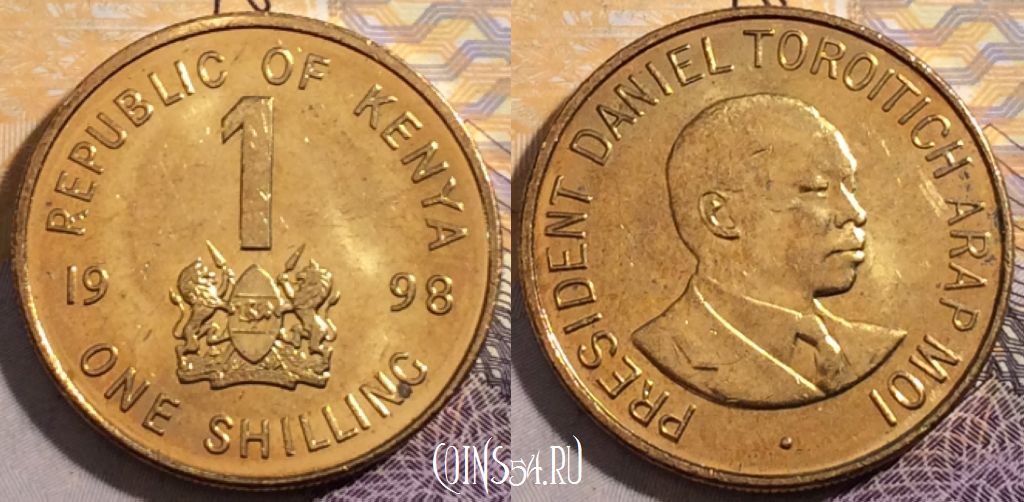 REPUBLIC OF KENYA
1
19 98
ONE SHILLING
PRESIDENT DANIEL TOROITICH ARAP MOI
COINS54.RU